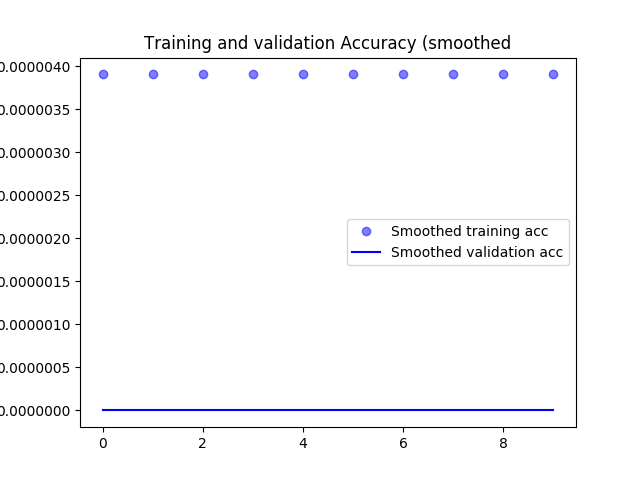 Training and validation Accuracy (smoothed
0.0000040
0.0000035
0.0000030
0.0000025
0.0000020
0.0000015
0.0000010
0.0000005
0.0000000
Smoothed training acc
Smoothed validation acc
0 2 4 6 8